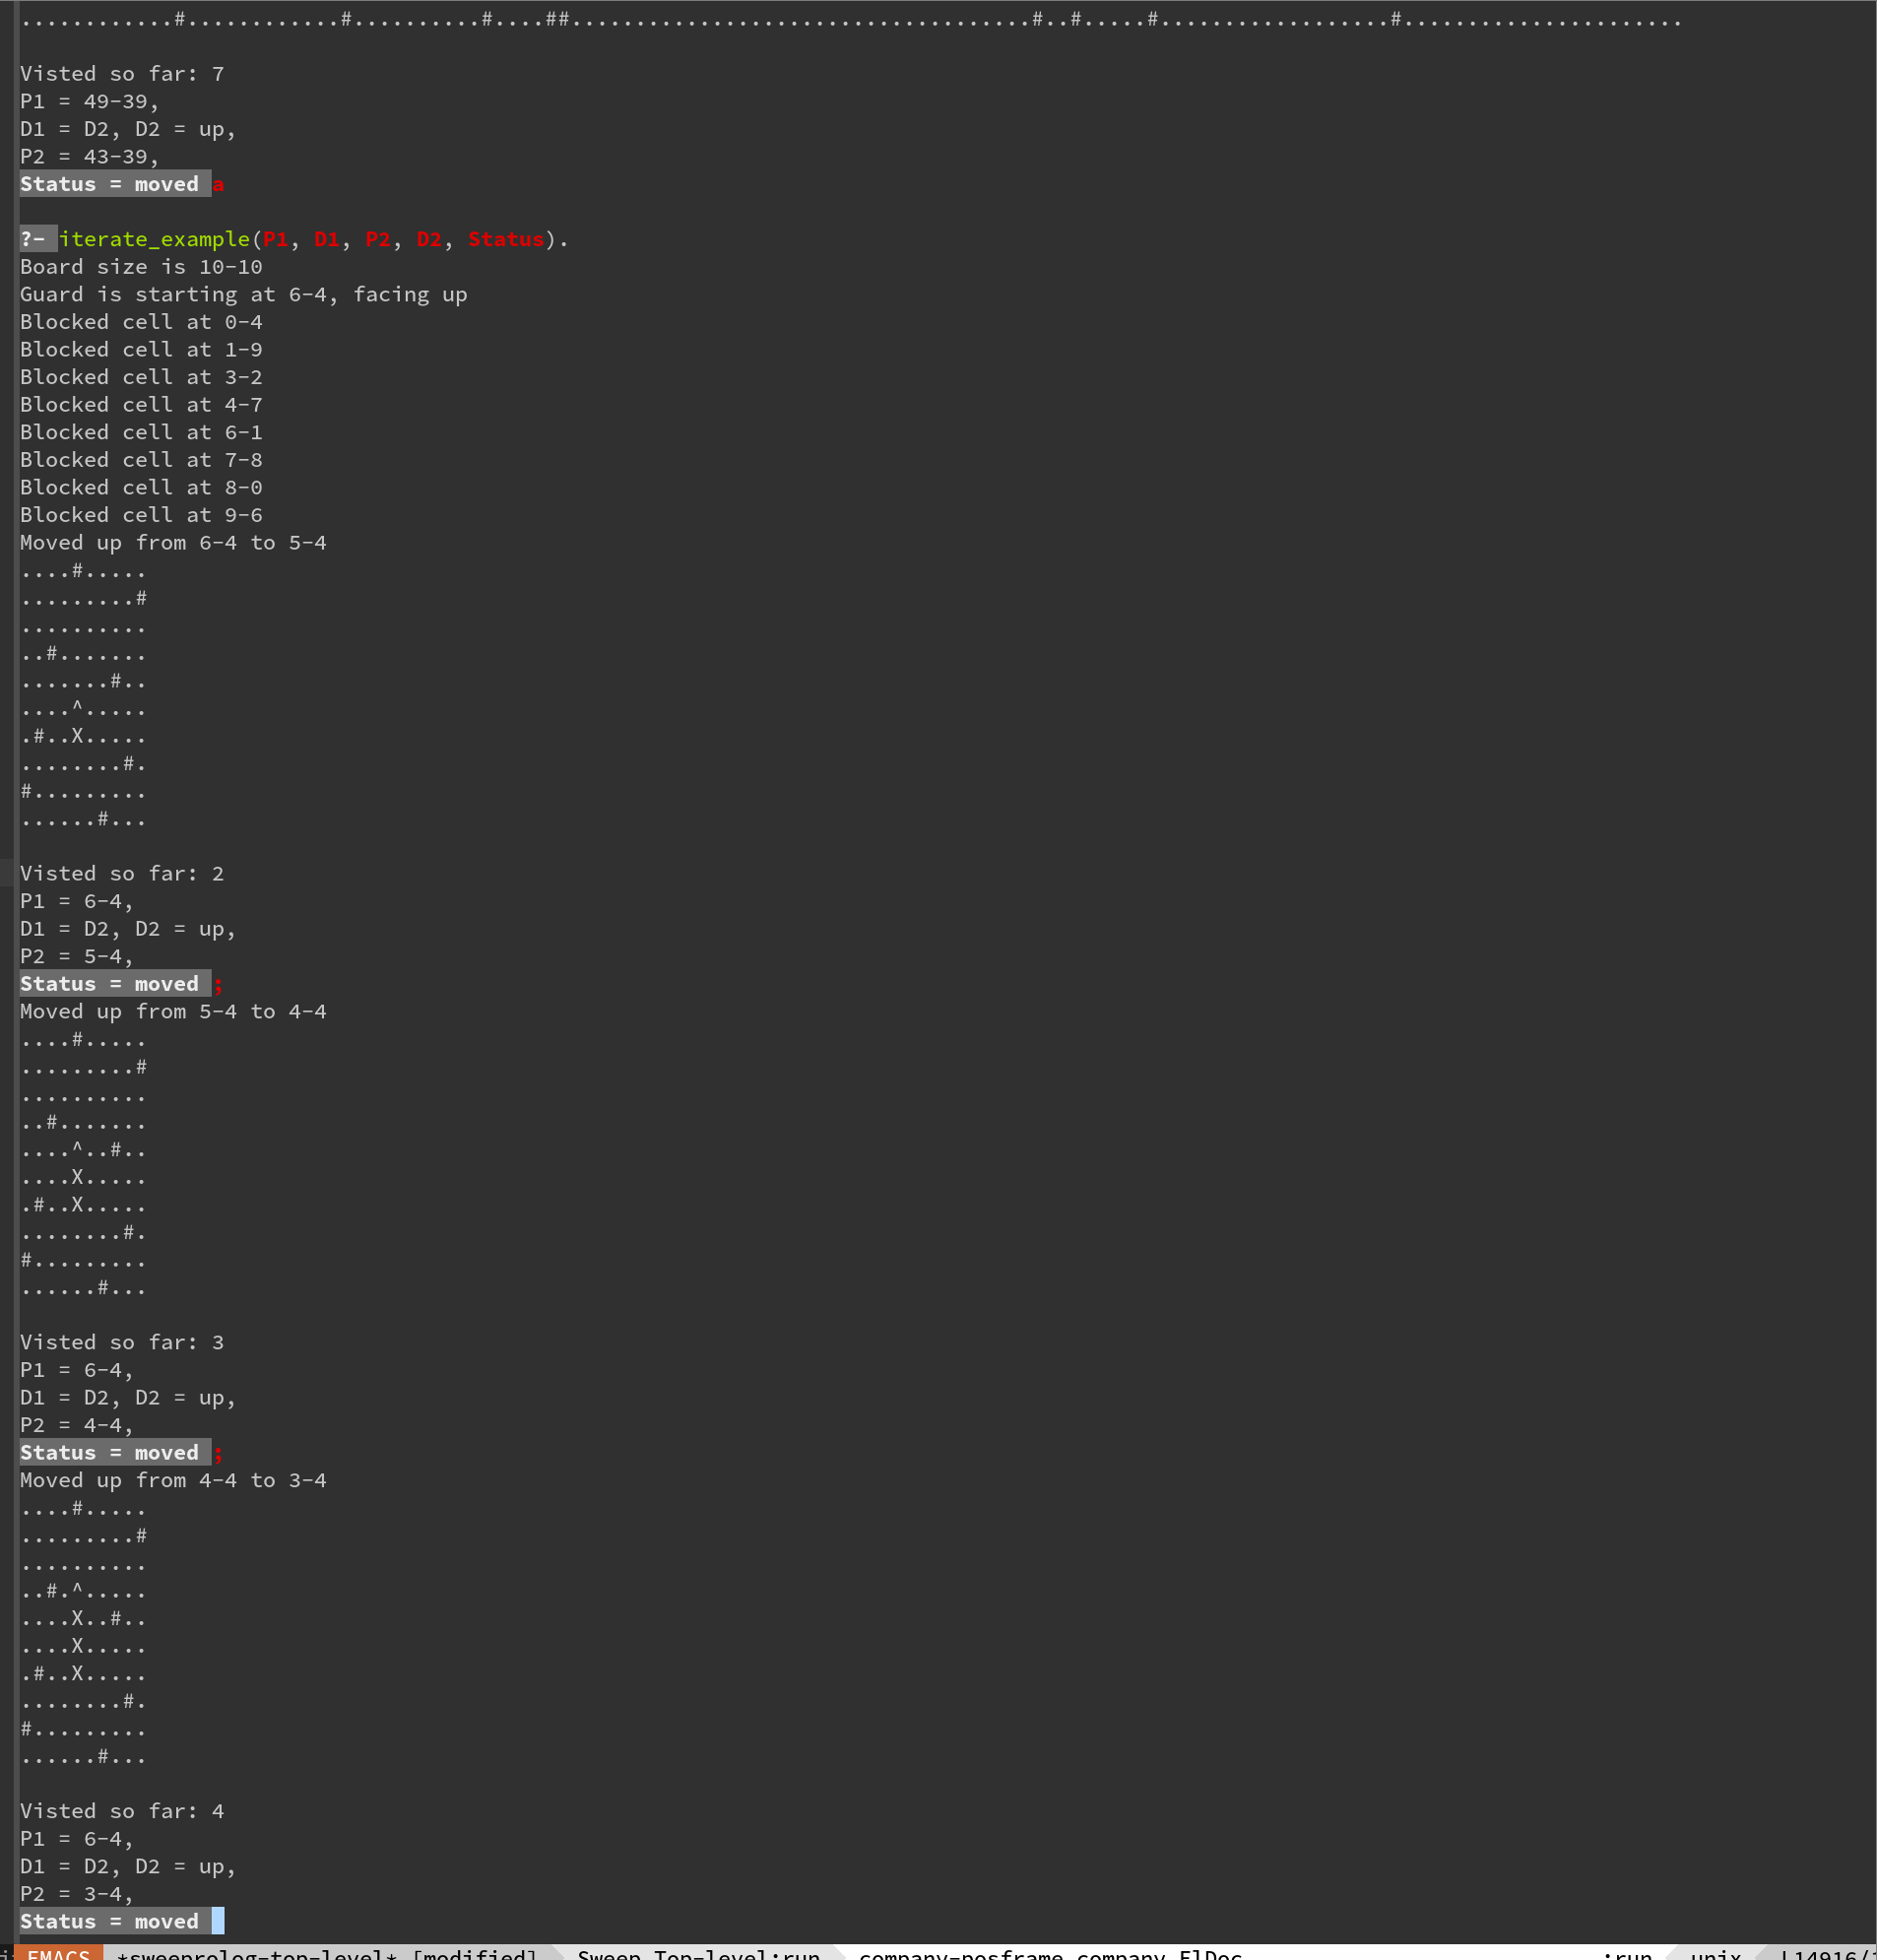 ............#............#..........#....##....................................#..#.....#..................#......................
Visted so far: 7
P1 = 49-39,
D1 = D2, D2 = up,
P2 = 43-39,
Status = moved a
?- iterate_example(P1, D1, P2, D2, Status).
Board size is 10-10
Guard is starting at 6-4, facing up
Blocked cell at 0-4
Blocked cell at 1-9
Blocked cell at 3-2
Blocked cell at 4-7
Blocked cell at 6-1
Blocked cell at 7-8
Blocked cell at 8-0
Blocked cell at 9-6
Moved up from 6-4 to 5-4
....#.....
.........#
..........
..#.......
.......#..
....^.....
.#..X.....
........#.
#.........
......#...
Visted so far: 2
P1 = 6-4,
D1 = D2, D2 = up,
P2 = 5-4,
Status = moved ;
Moved up from 5-4 to 4-4
....#.....
.........#
..........
..#.......
....^..#..
....X.....
.#..X.....
........#.
#.........
......#...
Visted so far: 3
P1 = 6-4,
D1 = D2, D2 = up,
P2 = 4-4,
Status = moved ;
Moved up from 4-4 to 3-4
....#.....
.........#
..........
..#.^.....
....X..#..
....X.....
.#..X.....
........#.
#.........
......#...
Visted so far: 4
P1 = 6-4,
D1 = D2, D2 = up,
P2 = 3-4,
Status = moved
EMACS *sweeprolog-top-level* [modified] Sweep Top-level:run company-posframe company ElDoc :run unix L14916/